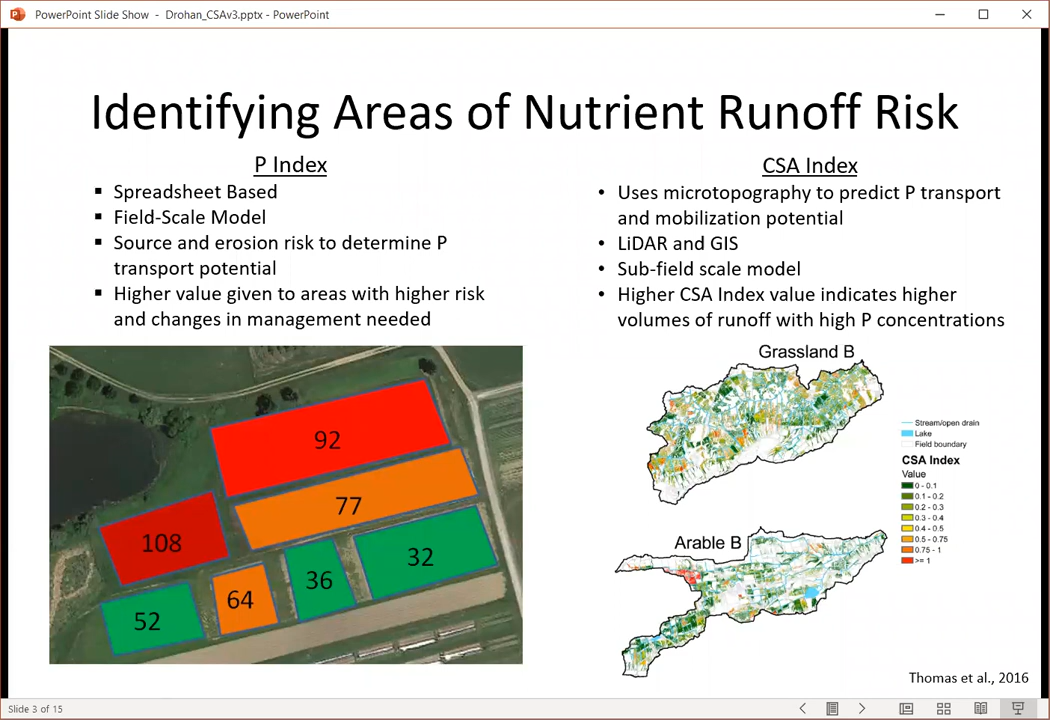 PowerPoint Slide Show - Drohan_CSAv3.pptx - PowerPoint
Identifying Areas of Nutrient Runoff Risk
P Index
▪ Spreadsheet Based
▪ Field-Scale Model
▪ Source and erosion risk to determine P
transport potential
▪ Higher value given to areas with higher risk
and changes in management needed
CSA Index
• Uses microtopography to predict P transport
and mobilization potential
• LiDAR and GIS
• Sub-field scale model
• Higher CSA Index value indicates higher
volumes of runoff with high P concentrations
92
77
108
32
36
64
52
Grassland B
Arable B
Stream/open drain
Lake
Field boundary
CSA Index
Value
0 - 0.1
0.1 - 0.2
0.2 - 0.3
0.3 - 0.4
0.4 - 0.5
0.5 - 0.75
0.75 - 1
>= 1
Thomas et al., 2016
Slide 3 of 15